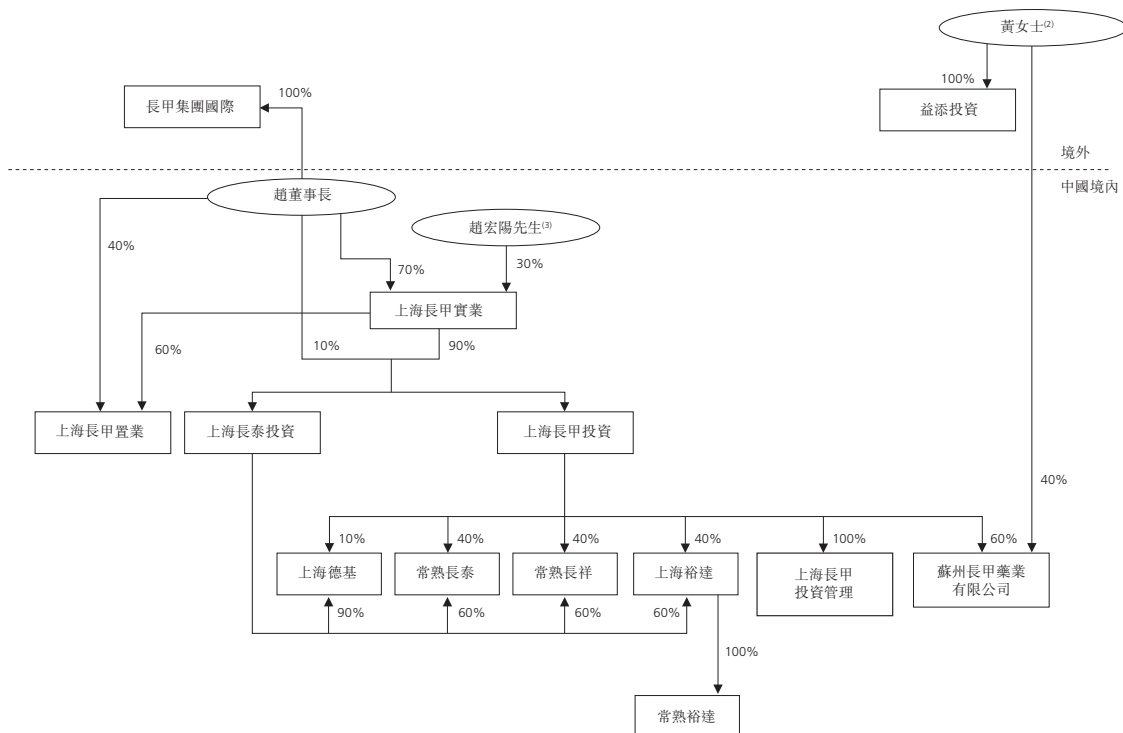 黃女士(2)
100%
100%
長甲集團國際
益添投資
境外
中國境內
趙董事長
趙宏陽先生(3)
40%
70%
30%
上海長甲實業
60%
10%
90%
上海長甲置業
上海長泰投資
上海長甲投資
40%
10%
40%
40%
40%
100%
60%
上海德基
常熟長泰
常熟長祥
上海裕達
上海長甲
投資管理
蘇州長甲藥業
有限公司
90%
60%
60%
60%
100%
常熟裕達